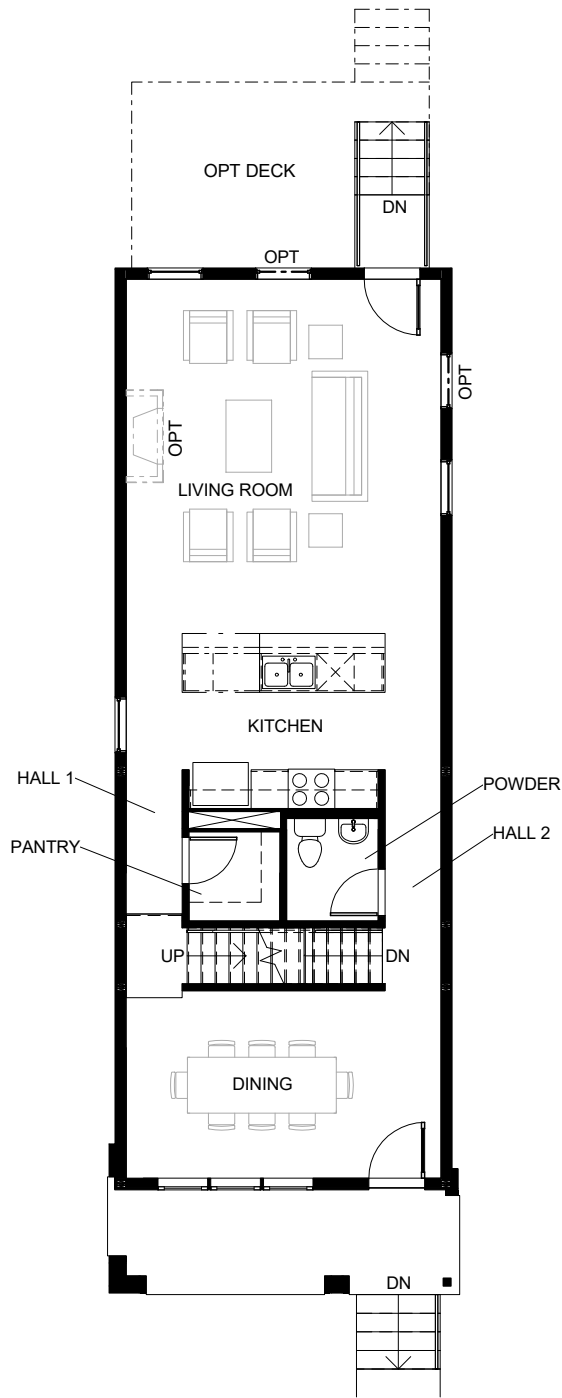 OPT DECK
DN
OPT
OPT
OPT
LIVING ROOM
KITCHEN
HALL 1
POWDER
PANTRY
HALL 2
UP
DN
DINING
DN